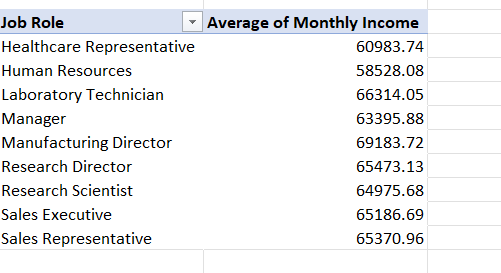 Job Role Average of Monthly Income
Healthcare Representative 60983.74
Human Resources 58528.08
Laboratory Technician 66314.05
Manager 63395.88
Manufacturing Director 69183.72
Research Director 65473.13
Research Scientist 64975.68
Sales Executive 65186.69
Sales Representative 65370.96